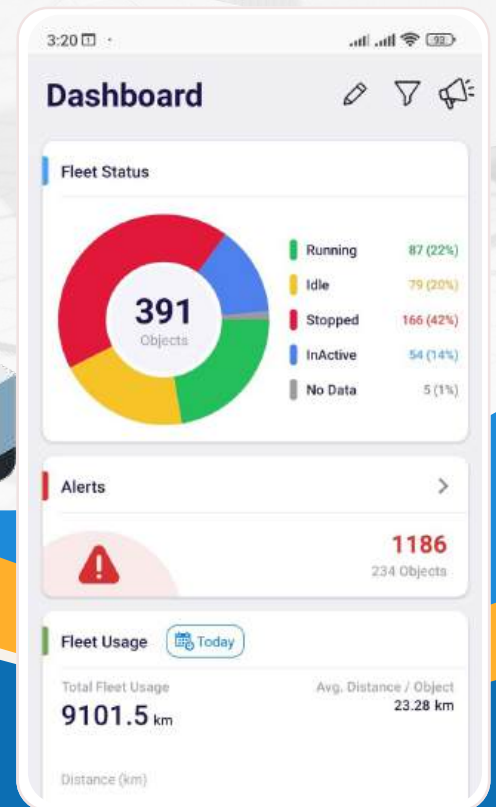 3:20
92
Dashboard
Fleet Status
391
Objects
Running 87 (22%)
Idle 79 (20%)
Stopped 166 (42%)
InActive 54 (14%)
No Data 5 (1%)
Alerts
1186
234 Objects
Fleet Usage Today
Total Fleet Usage Avg. Distance / Object
9101.5 km 23.28 km
Distance (km)